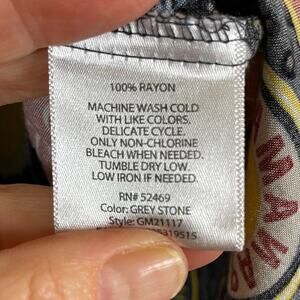 100% RAYON
MACHINE WASH COLD
WITH LIKE COLORS.
DELICATE CYCLE.
ONLY NON-CHLORINE
BLEACH WHEN NEEDED.
TUMBLE DRY LOW.
LOW IRON IF NEEDED.
RN# 52469
Color: GREY STONE
Style: GM21117